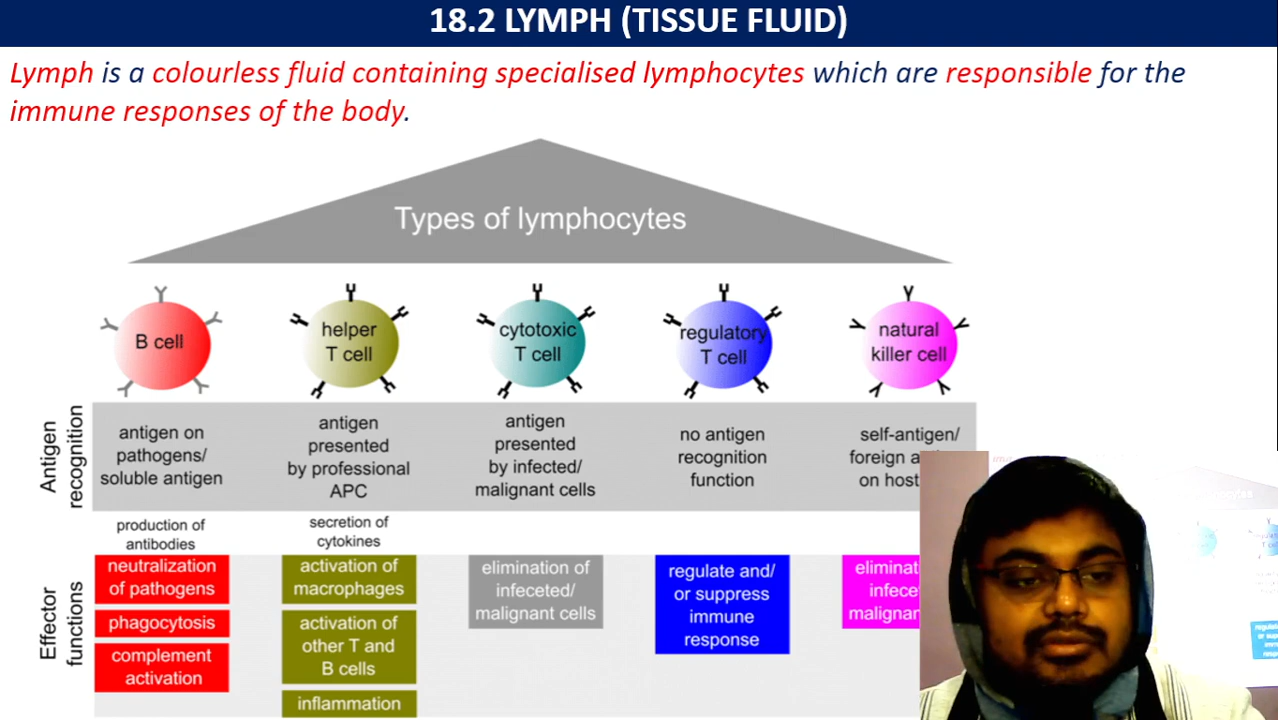 18.2 LYMPH (TISSUE FLUID)
Lymph is a colourless fluid containing specialised lymphocytes which are responsible for the
immune responses of the body.
Types of lymphocytes
B cell
helper
T cell
cytotoxic
T cell
regulatory
T cell
natural
killer cell
Antigen
recognition
antigen on
pathogens/
soluble antigen
antigen
presented
by professional
APC
antigen
presented
by infected/
malignant cells
no antigen
recognition
function
self-antigen/
foreign
on host
Effector
functions
production of
antibodies
neutralization
of pathogens
phagocytosis
complement
activation
secretion of
cytokines
activation of
macrophages
activation of
other T and
B cells
inflammation
elimination of
infeceted/
malignant cells
regulate and/
or suppress
immune
response
eliminat
infece
malignan